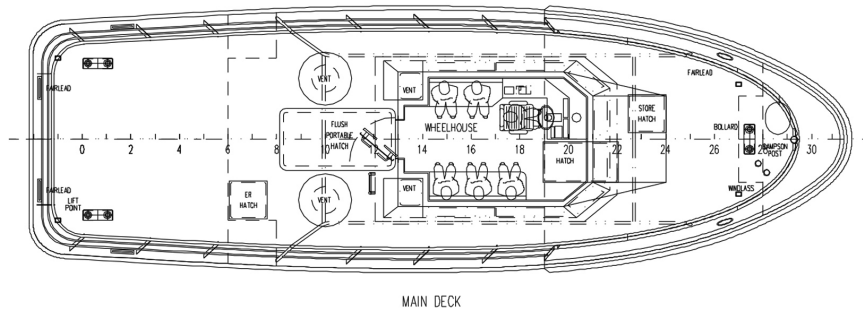 FAIRLEAD
VENT
VENT
FAIRLEAD
STORE
HATCH
FLUSH
PORTABLE
HATCH
WHEELHOUSE
BOLLARD
0 2 4 6 8 10 12 14 16 18 20 22 24 26 28 30
SAMPSON
POST
HATCH
FAIRLEAD
LIFT
POINT
ER
HATCH
VENT
VENT
WINDLASS
MAIN DECK